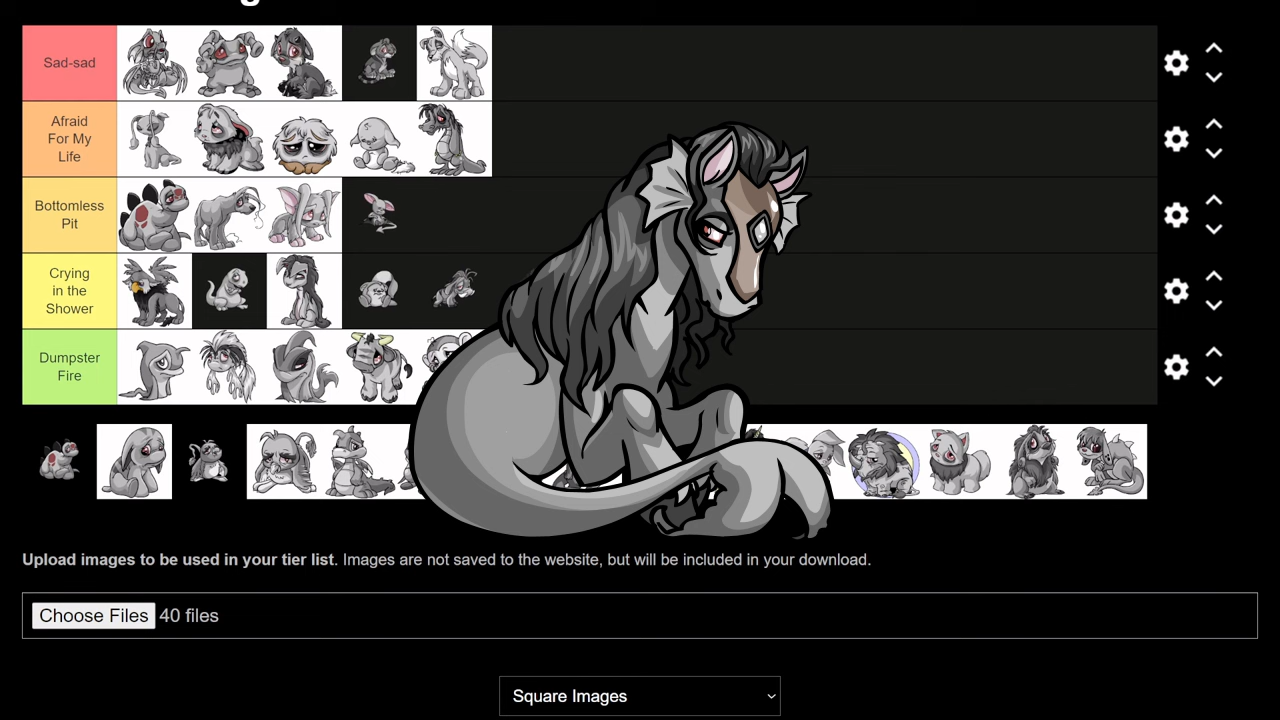 Sad-sad
Afraid
For My
Life
Bottomless
Pit
Crying
in the
Shower
Dumpster
Fire
Upload images to be used in your tier list. Images are not saved to the website, but will be included in your download.
Choose Files 40 files
Square Images